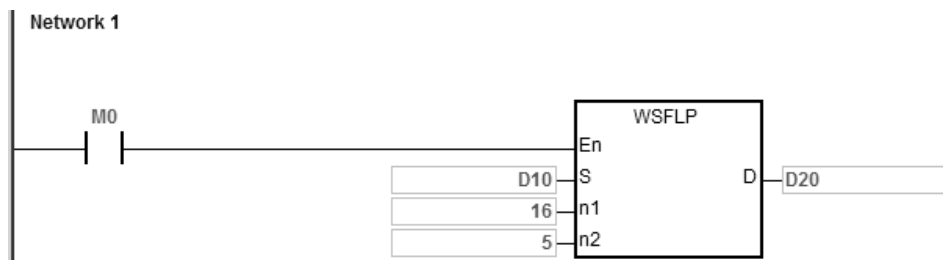 Network 1
M0
WSFLP
En
D10 S D D20
16 n1
5 n2